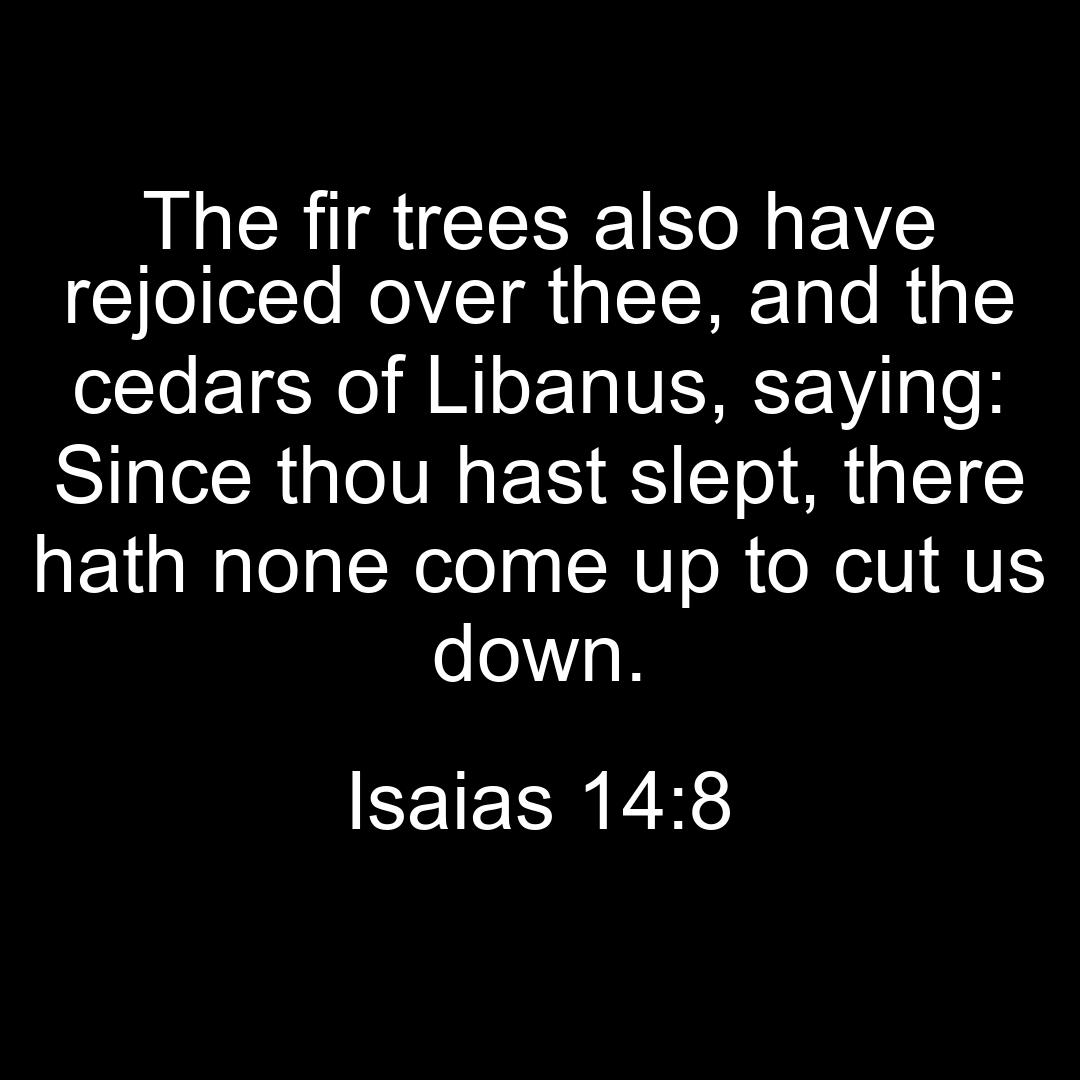 The fir trees also have
rejoiced over thee, and the
cedars of Libanus, saying:
Since thou hast slept, there
hath none come up to cut us
down.
Isaias 14:8